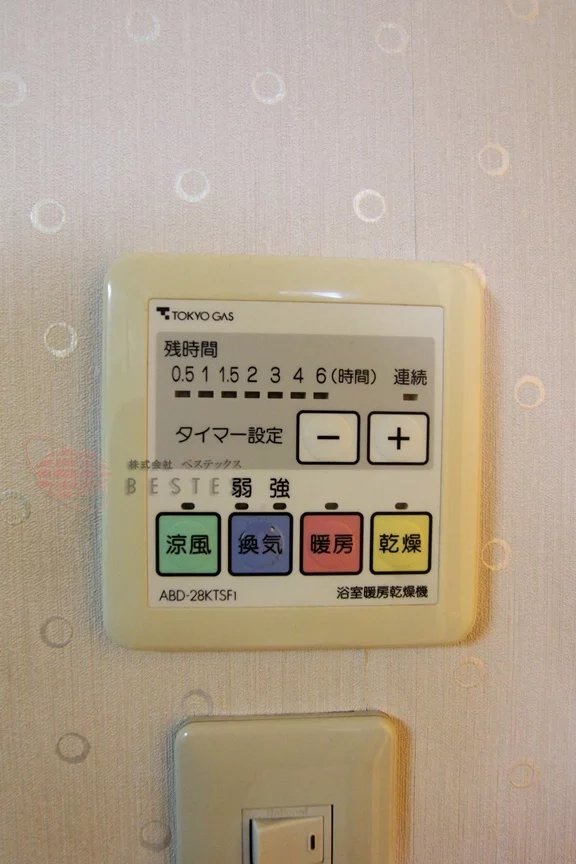 TOKYO GAS
残時間
0.5 1 1.5 2 3 4 6(時間) 連続
タイマー設定 − +
株式会社 ベステックス
BESTE
弱 強
涼風 換気 暖房 乾燥
ABD-28KTSF1 浴室暖房乾燥機